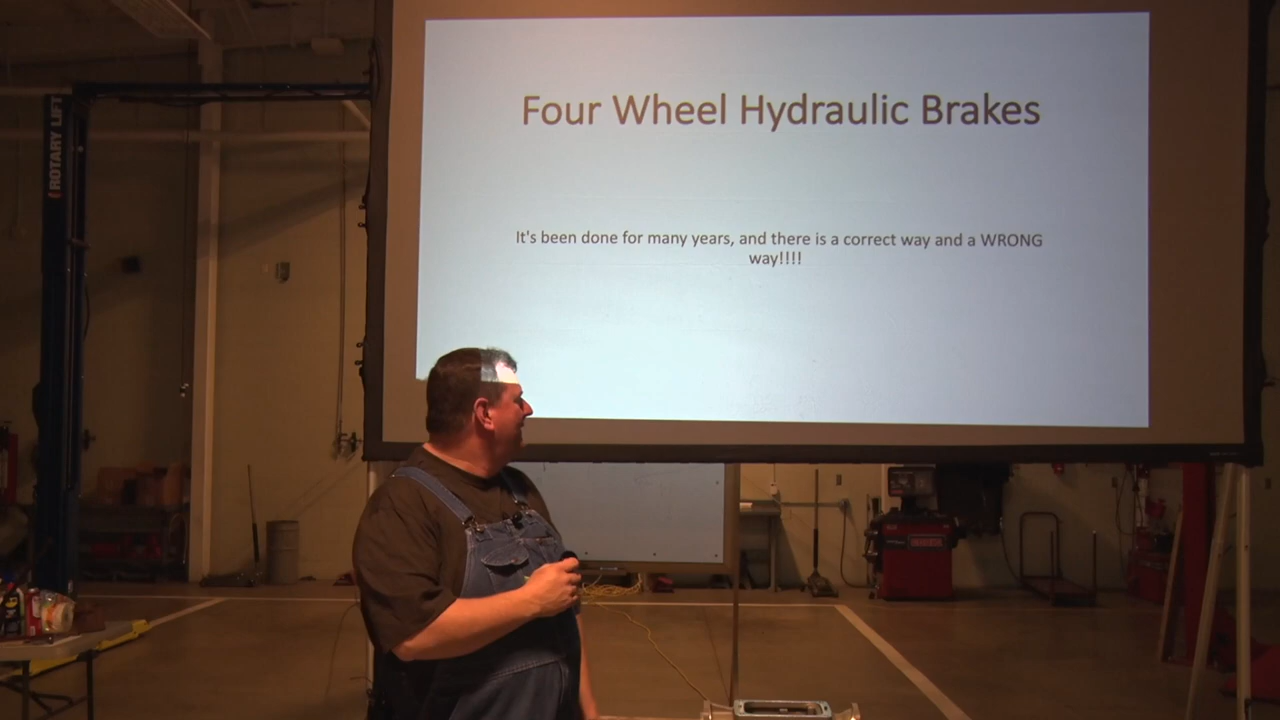 Four Wheel Hydraulic Brakes
It's been done for many years, and there is a correct way and a WRONG
way!!!!
ROTARY LIFT